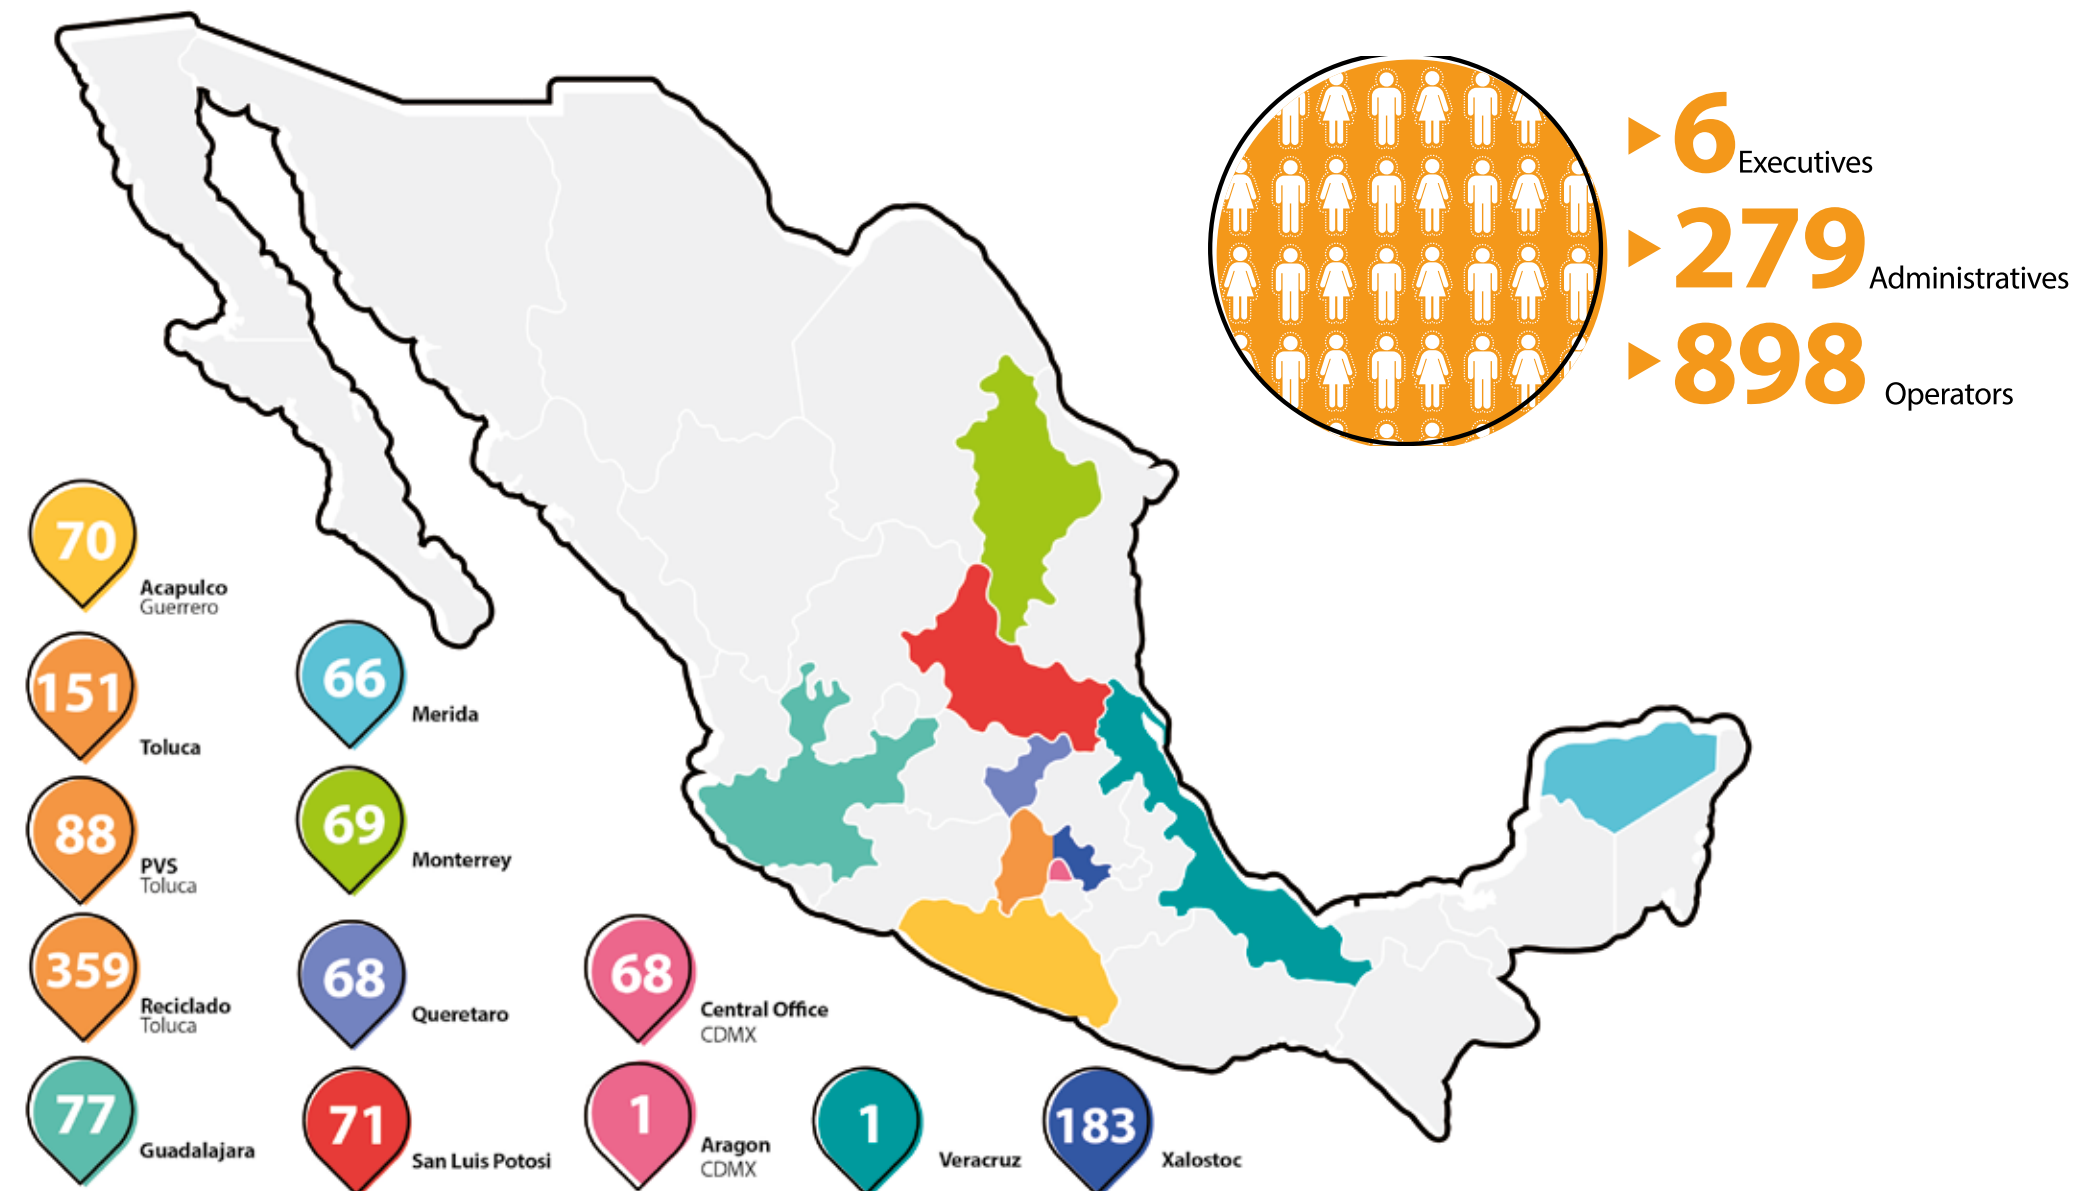 6 Executives
279 Administratives
898 Operators
70
Acapulco
Guerrero
151
Toluca
88
PVS
Toluca
359
Reciclado
Toluca
77
Guadalajara
66
Merida
69
Monterrey
68
Queretaro
71
San Luis Potosi
68
Central Office
CDMX
1
Aragon
CDMX
1
Veracruz
183
Xalostoc